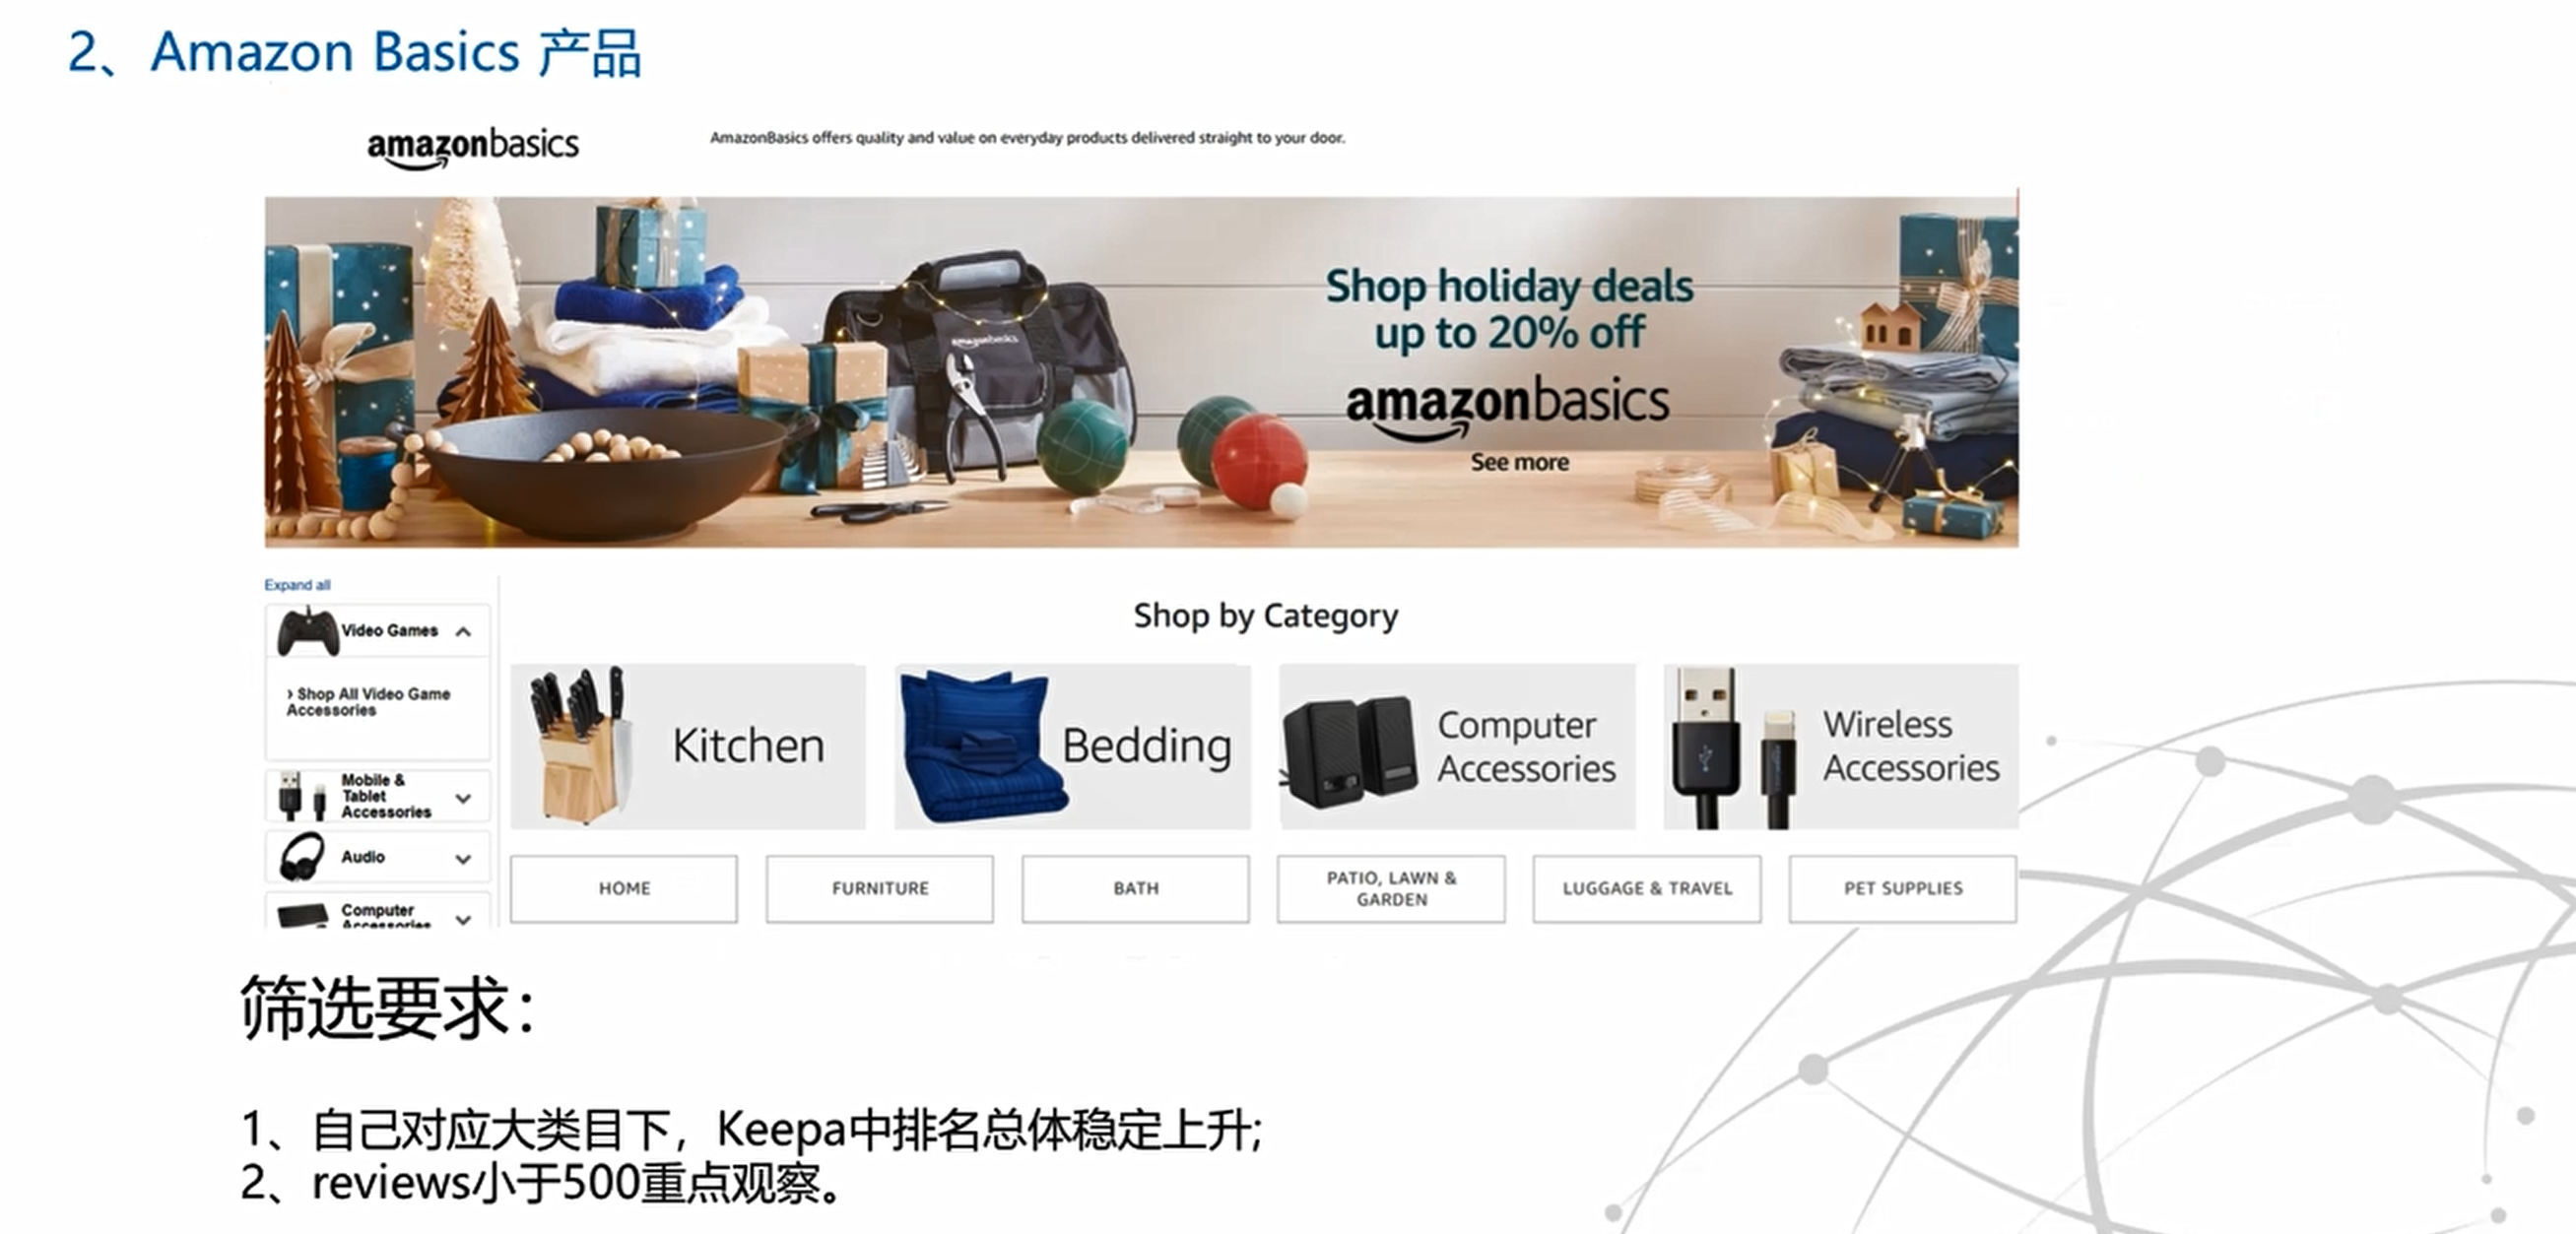 2、Amazon Basics 产品
amazonbasics
AmazonBasics offers quality and value on everyday products delivered straight to your door.
amazonbasics
Shop holiday deals
up to 20% off
amazonbasics
See more
Expand all
Video Games
› Shop All Video Game
Accessories
Mobile &
Tablet
Accessories
Audio
Computer
Accessories
Shop by Category
Kitchen
Bedding
Computer
Accessories
Wireless
Accessories
HOME
FURNITURE
BATH
PATIO, LAWN &
GARDEN
LUGGAGE & TRAVEL
PET SUPPLIES
筛选要求：
1、自己对应大类目下，Keepa中排名总体稳定上升;
2、reviews小于500重点观察。